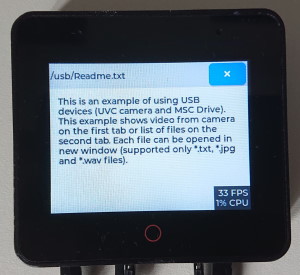 /usb/Readme.txt
×
This is an example of using USB
devices (UVC camera and MSC Drive).
This example shows video from camera
on the first tab or list of files on the
second tab. Each file can be opened in
new window (supported only *.txt, *.jpg
and *.wav files).
33 FPS
1% CPU